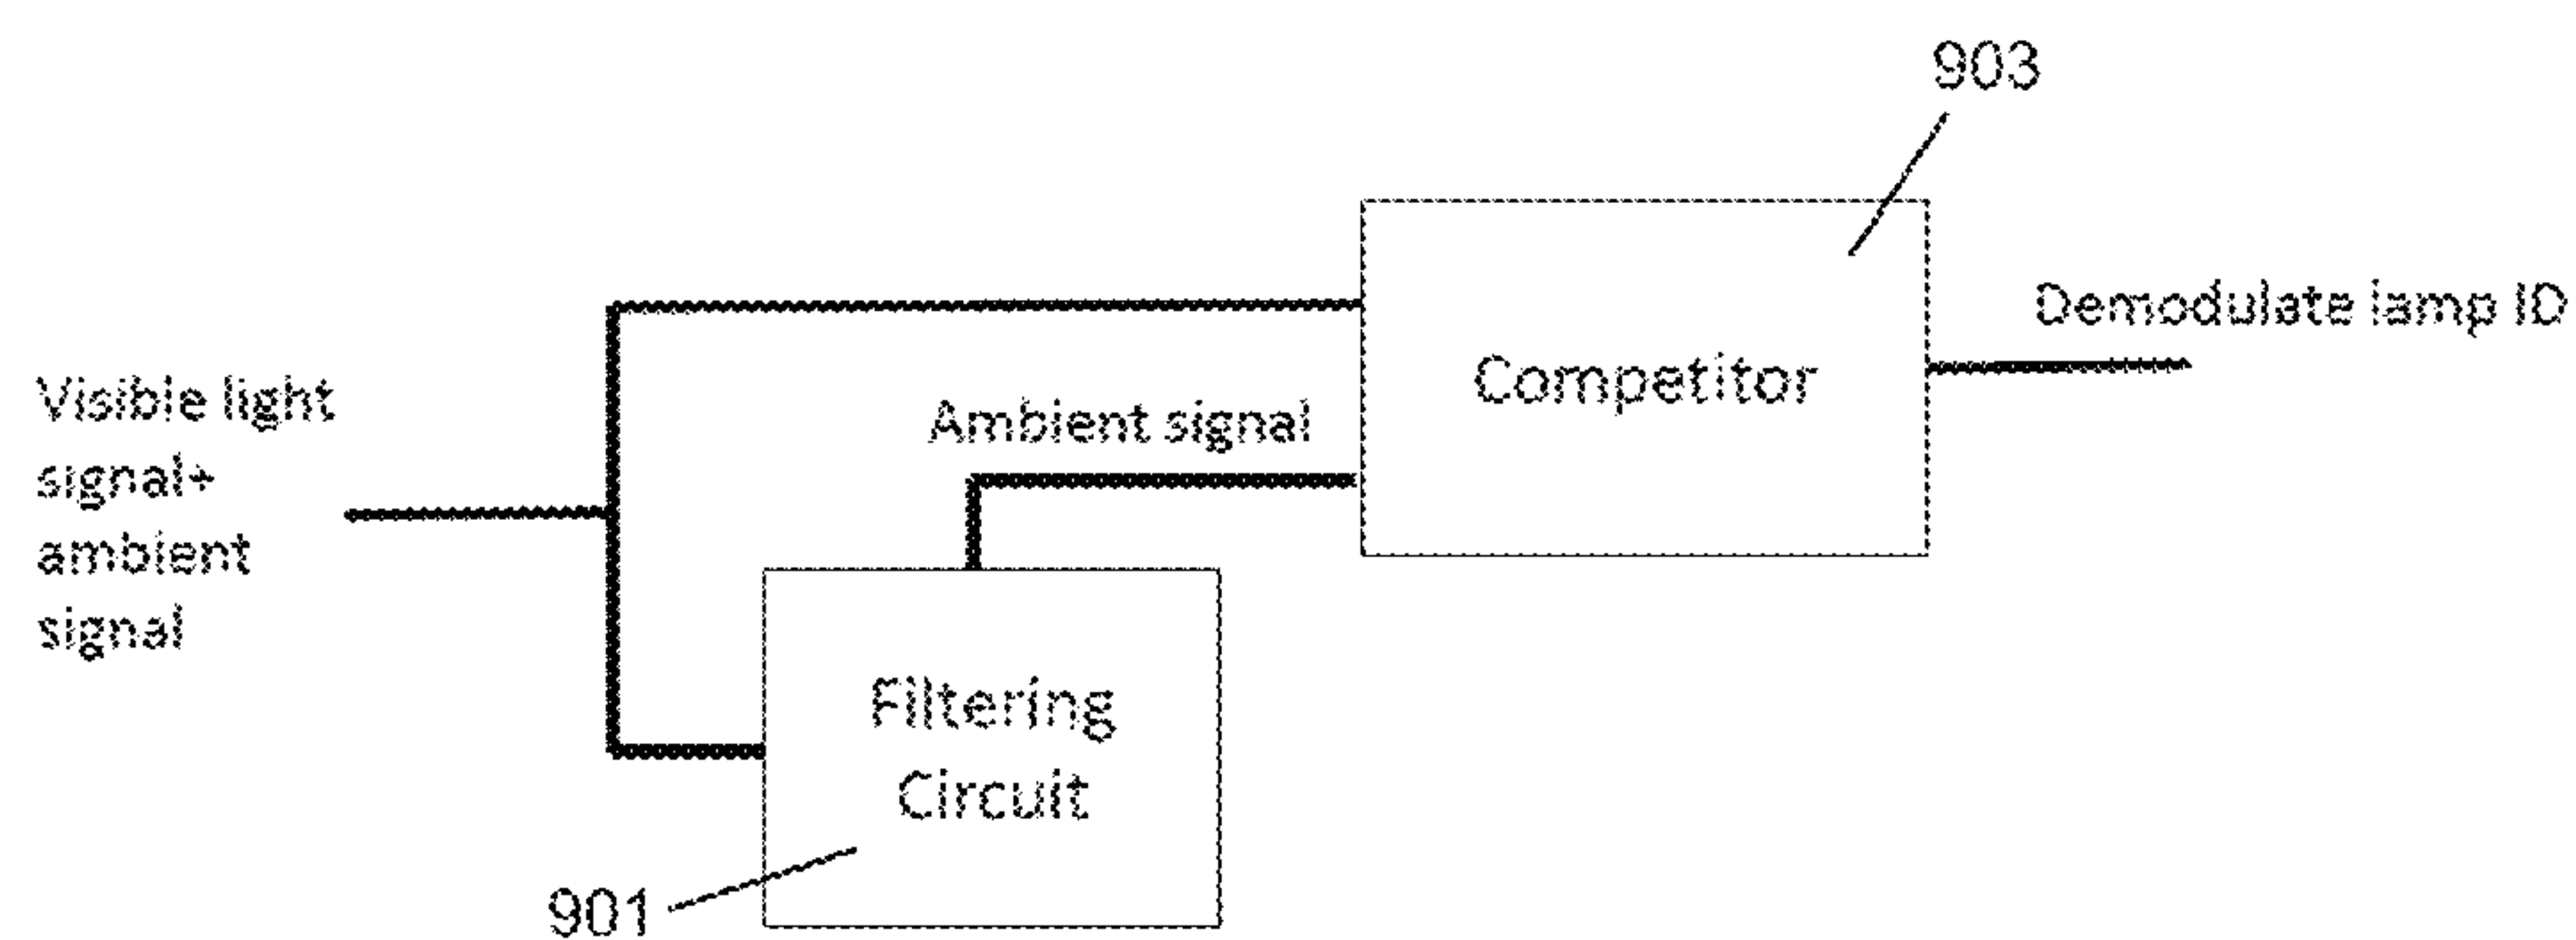 903
Demodulate lamp ID
Competitor
Visible light
signal+
ambient
signal
Ambient signal
Filtering
Circuit
901